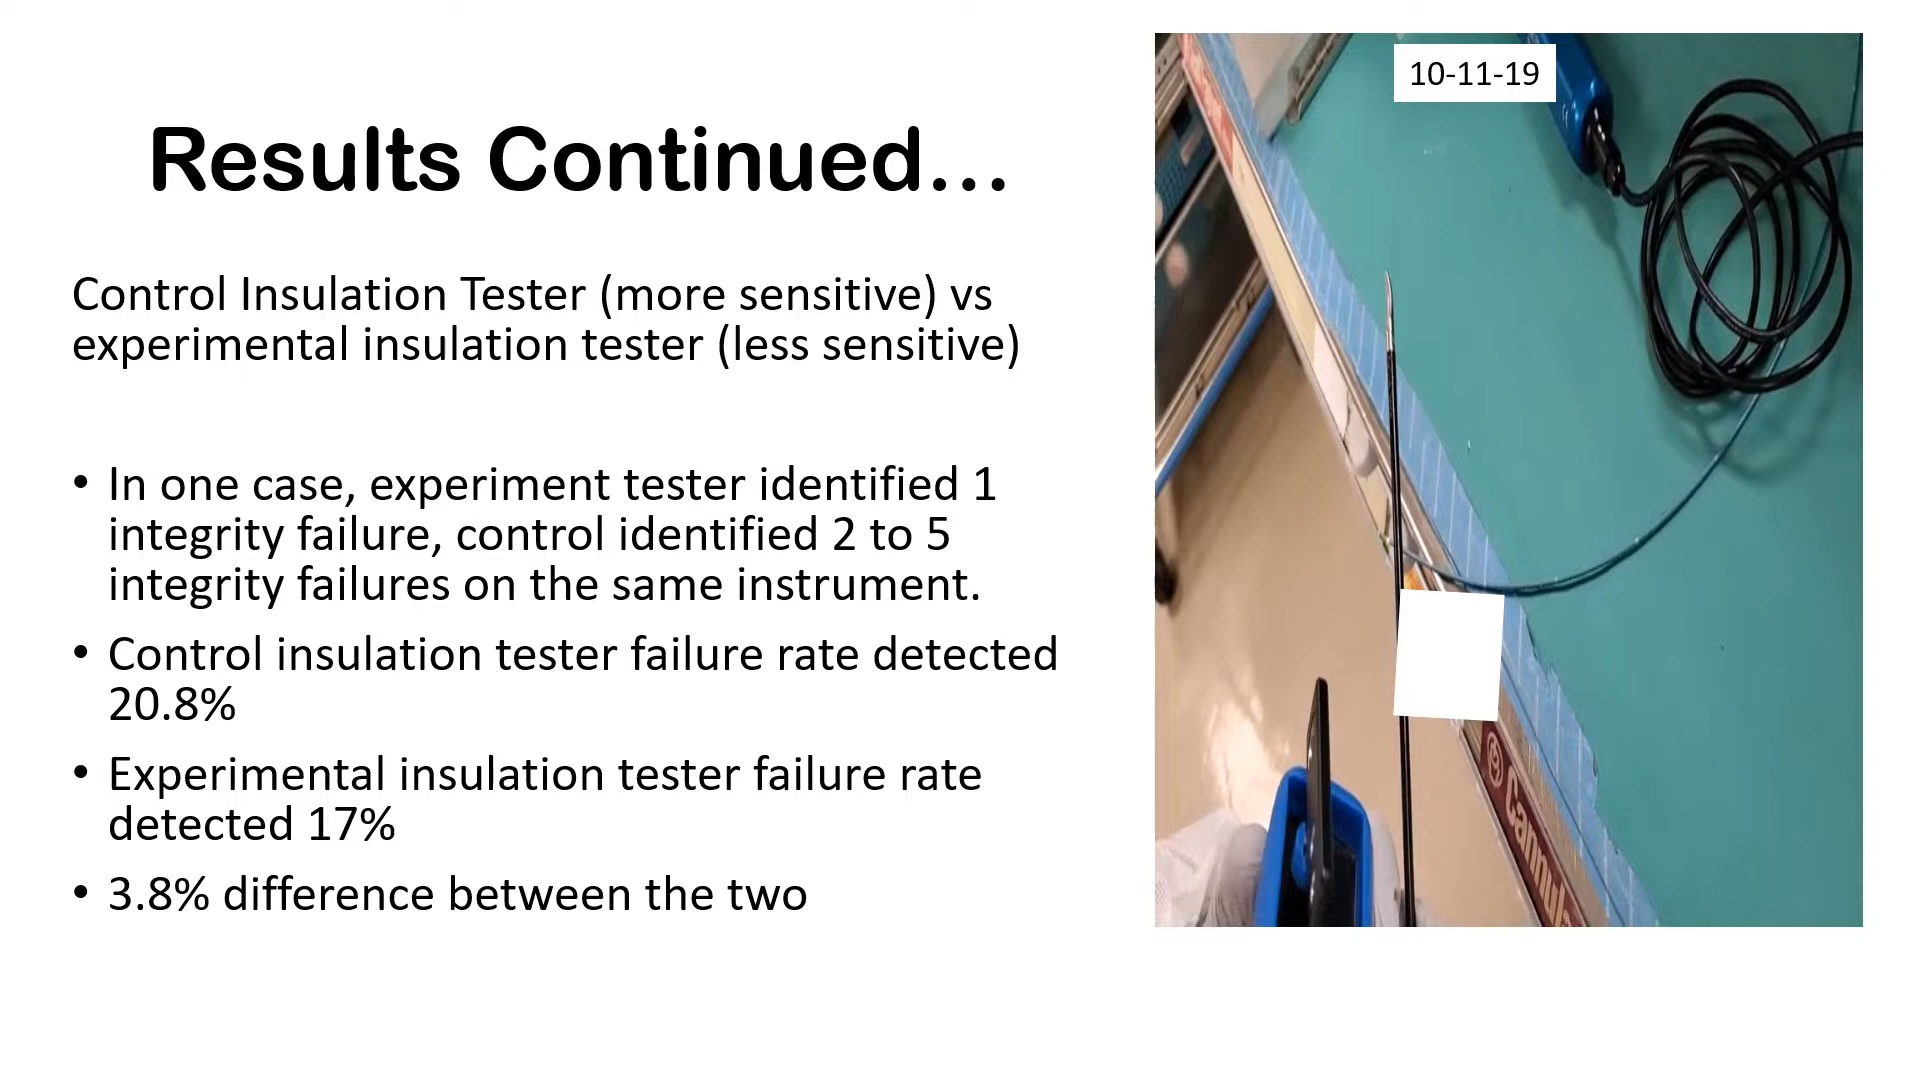 Results Continued…
Control Insulation Tester (more sensitive) vs
experimental insulation tester (less sensitive)
• In one case, experiment tester identified 1
integrity failure, control identified 2 to 5
integrity failures on the same instrument.
• Control insulation tester failure rate detected
20.8%
• Experimental insulation tester failure rate
detected 17%
• 3.8% difference between the two
10-11-19